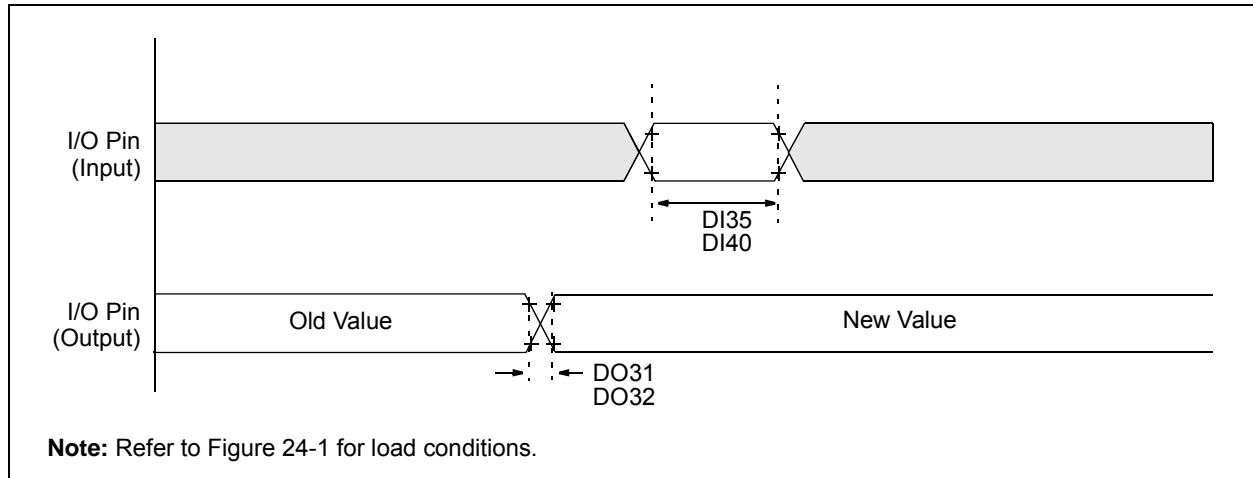 I/O Pin
(Input)
DI35
DI40
I/O Pin
(Output)
Old Value
New Value
DO31
DO32
Note: Refer to Figure 24-1 for load conditions.